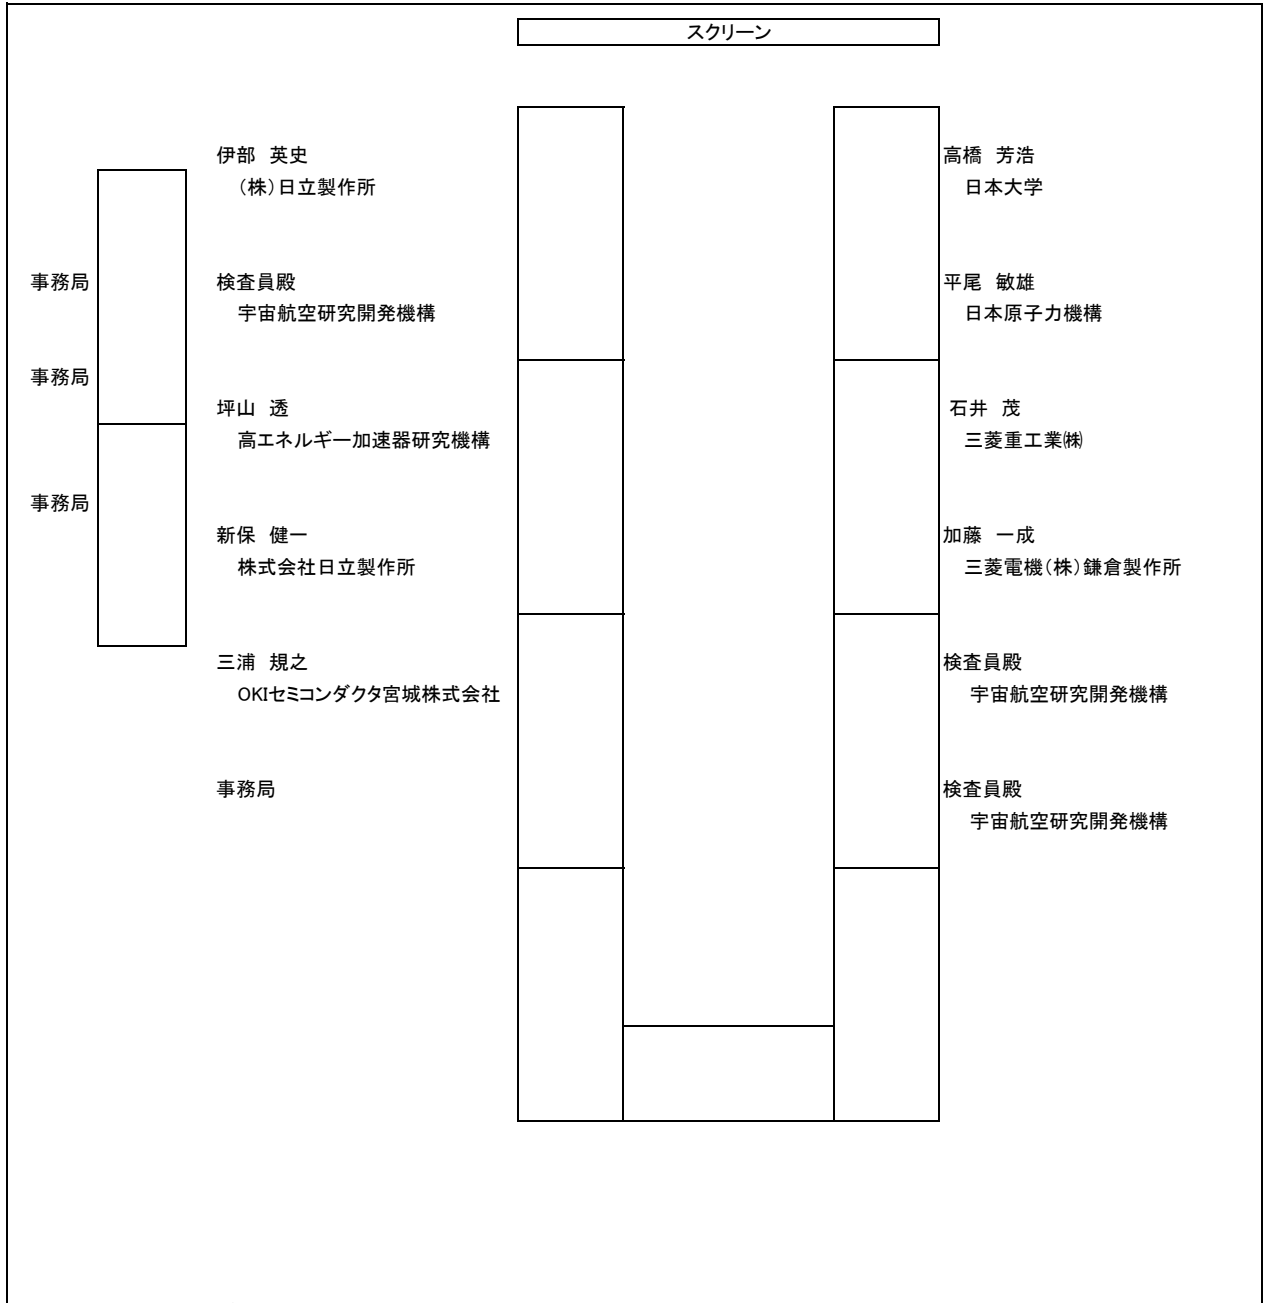 スクリーン
伊部 英史
(株)日立製作所
高橋 芳浩
日本大学
事務局
検査員殿
宇宙航空研究開発機構
平尾 敏雄
日本原子力機構
事務局
坪山 透
高エネルギー加速器研究機構
石井 茂
三菱重工業㈱
事務局
新保 健一
株式会社日立製作所
加藤 一成
三菱電機(株)鎌倉製作所
三浦 規之
OKIセミコンダクタ宮城株式会社
検査員殿
宇宙航空研究開発機構
事務局
検査員殿
宇宙航空研究開発機構